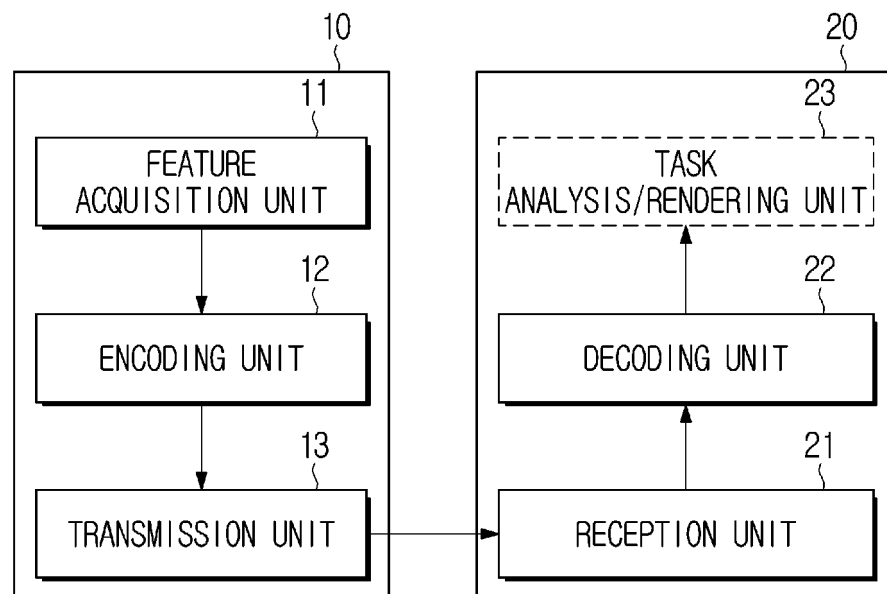 10
11
FEATURE
ACQUISITION UNIT
12
ENCODING UNIT
13
TRANSMISSION UNIT
20
23
TASK
ANALYSIS/RENDERING UNIT
22
DECODING UNIT
21
RECEPTION UNIT